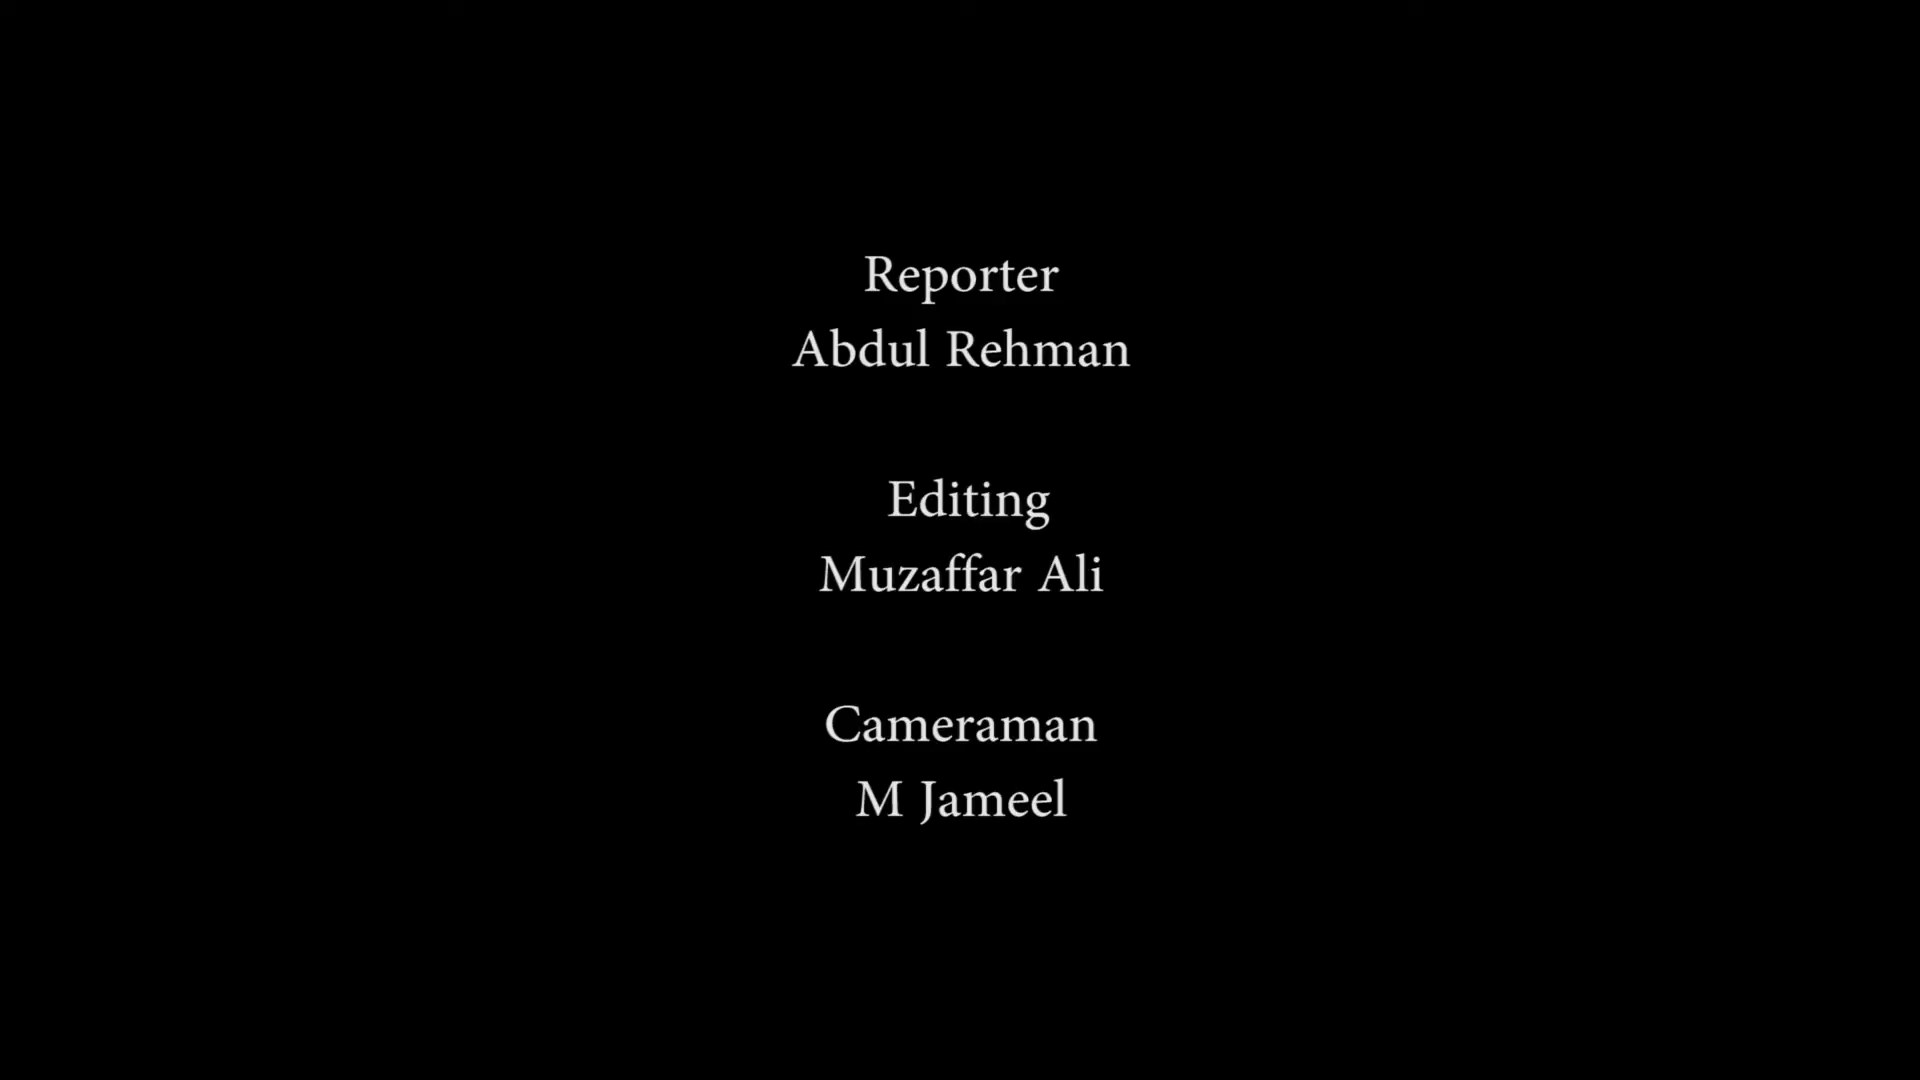 Reporter
Abdul Rehman
Editing
Muzaffar Ali
Cameraman
M Jameel